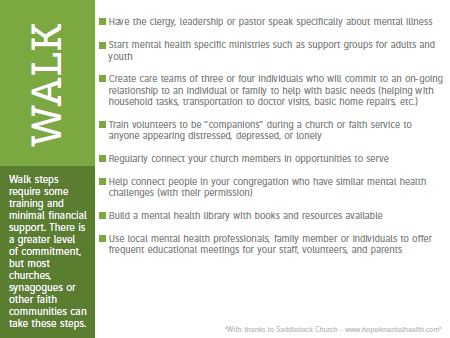 WALK
Walk steps
require some
training and
minimal financial
support. There is
a greater level
of commitment,
but most
churches,
synagogues or
other faith
communities can
take these steps.
Have the clergy, leadership or pastor speak specifically about mental illness
Start mental health specific ministries such as support groups for adults and
youth
Create care teams of three or four individuals who will commit to an on-going
relationship to an individual or family to help with basic needs (helping with
household tasks, transportation to doctor visits, basic home repairs, etc.)
Train volunteers to be "companions" during a church or faith service to
anyone appearing distressed, depressed, or lonely
Regularly connect your church members in opportunities to serve
Help connect people in your congregation who have similar mental health
challenges (with their permission)
Build a mental health library with books and resources available
Use local mental health professionals, family member or individuals to offer
frequent educational meetings for your staff, volunteers, and parents
*With thanks to Saddleback Church - www.hope4mentalhealth.com*